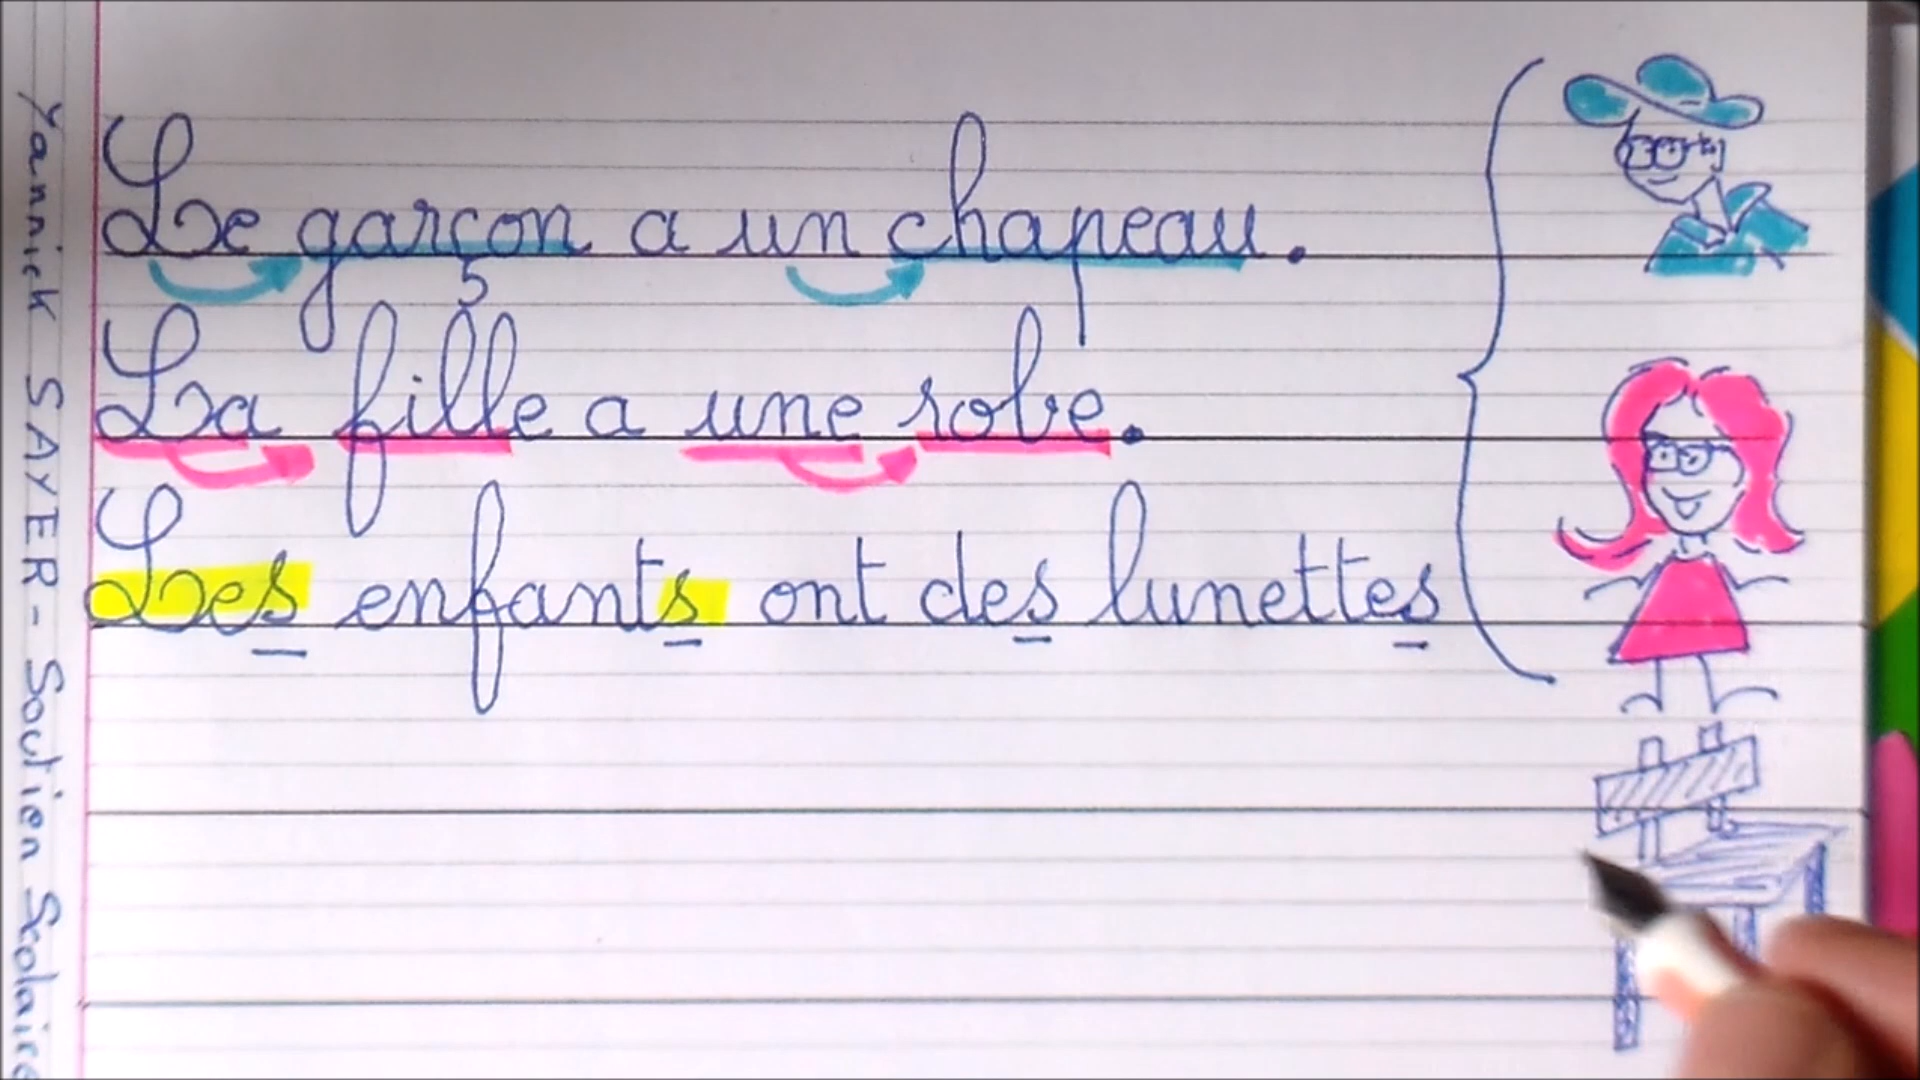 Le garçon a un chapeau.
La fille a une robe.
Les enfants ont des lunettes
Yannick SAYER - Soutien Scolaire